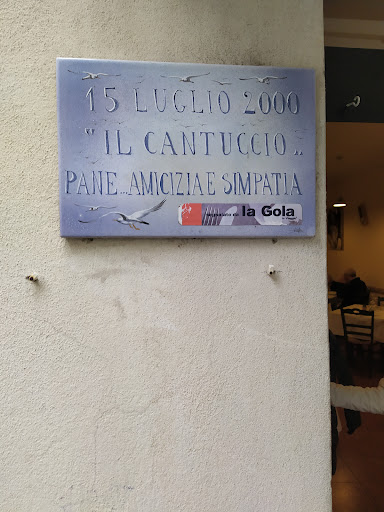 15 LUGLIO 2000
"IL CANTUCCIO..
PANE...AMICIZIA E SIMPATIA
la Gola